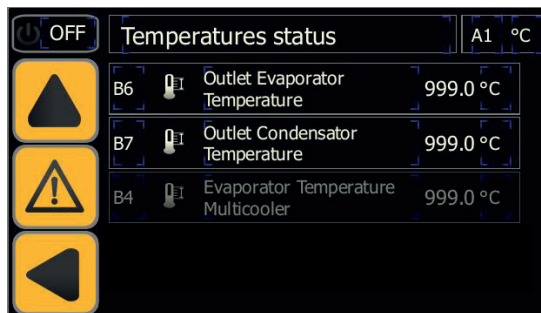 OFF
Temperatures status
A1 °C
B6
Outlet Evaporator
Temperature
999.0 °C
B7
Outlet Condensator
Temperature
999.0 °C
B4
Evaporator Temperature
Multicooler
999.0 °C